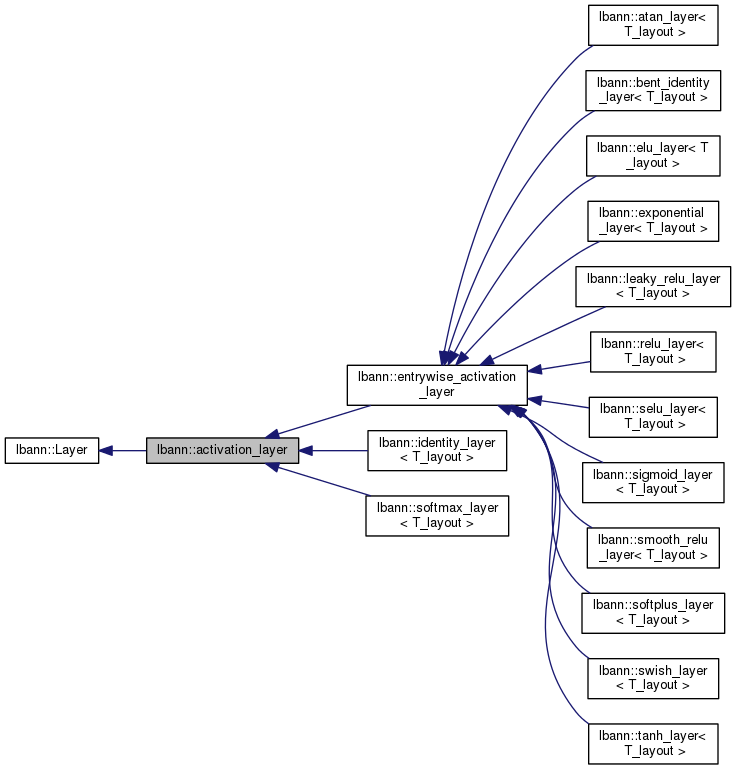 lbann::atan_layer<
T_layout >
lbann::bent_identity
_layer< T_layout >
lbann::elu_layer< T
_layout >
lbann::exponential
_layer< T_layout >
lbann::leaky_relu_layer
< T_layout >
lbann::relu_layer<
T_layout >
lbann::entrywise_activation
_layer
lbann::selu_layer<
T_layout >
lbann::Layer
lbann::activation_layer
lbann::identity_layer
< T_layout >
lbann::sigmoid_layer
< T_layout >
lbann::softmax_layer
< T_layout >
lbann::smooth_relu
_layer< T_layout >
lbann::softplus_layer
< T_layout >
lbann::swish_layer
< T_layout >
lbann::tanh_layer<
T_layout >